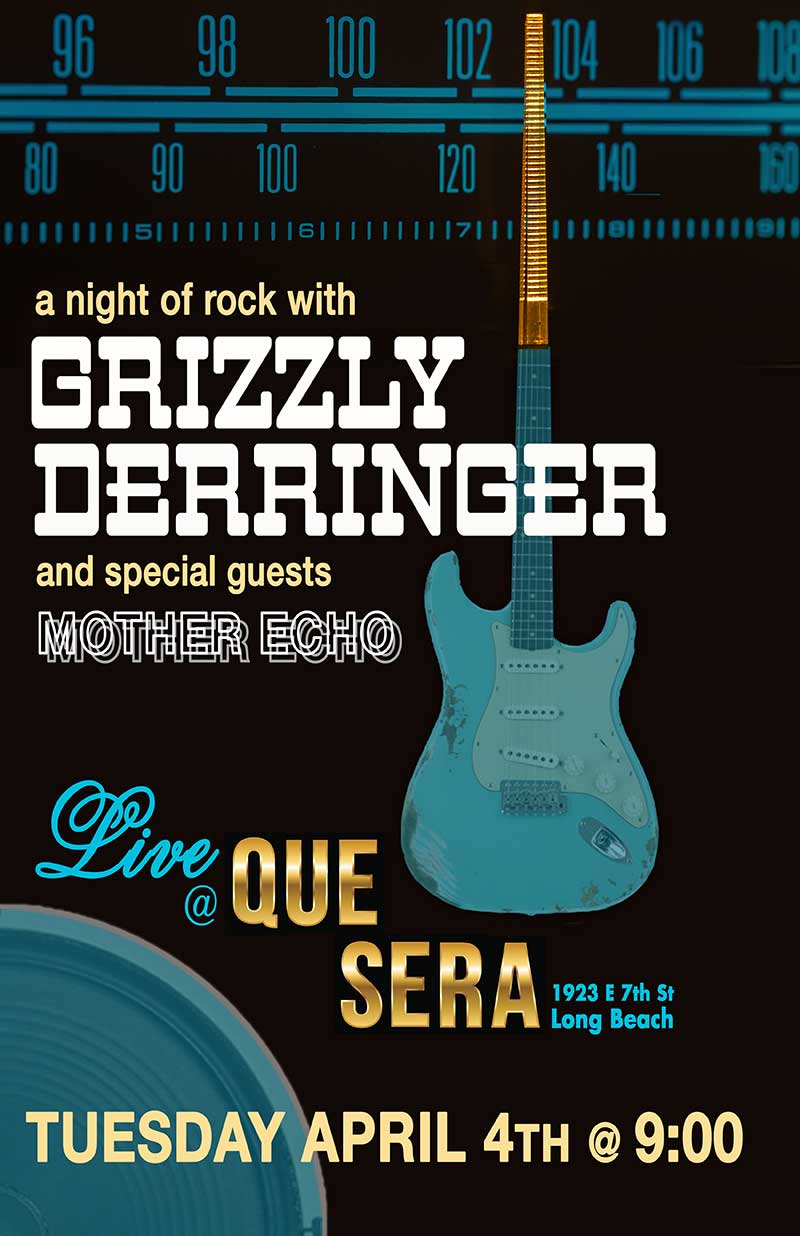 96 98 100 102 104 106 108
80 90 100 120 140 160
5 6 7 8 9
a night of rock with
GRIZZLY
DERRINGER
and special guests
MOTHER ECHO
Live
@ QUE
SERA
1923 E 7th St
Long Beach
TUESDAY APRIL 4TH @ 9:00